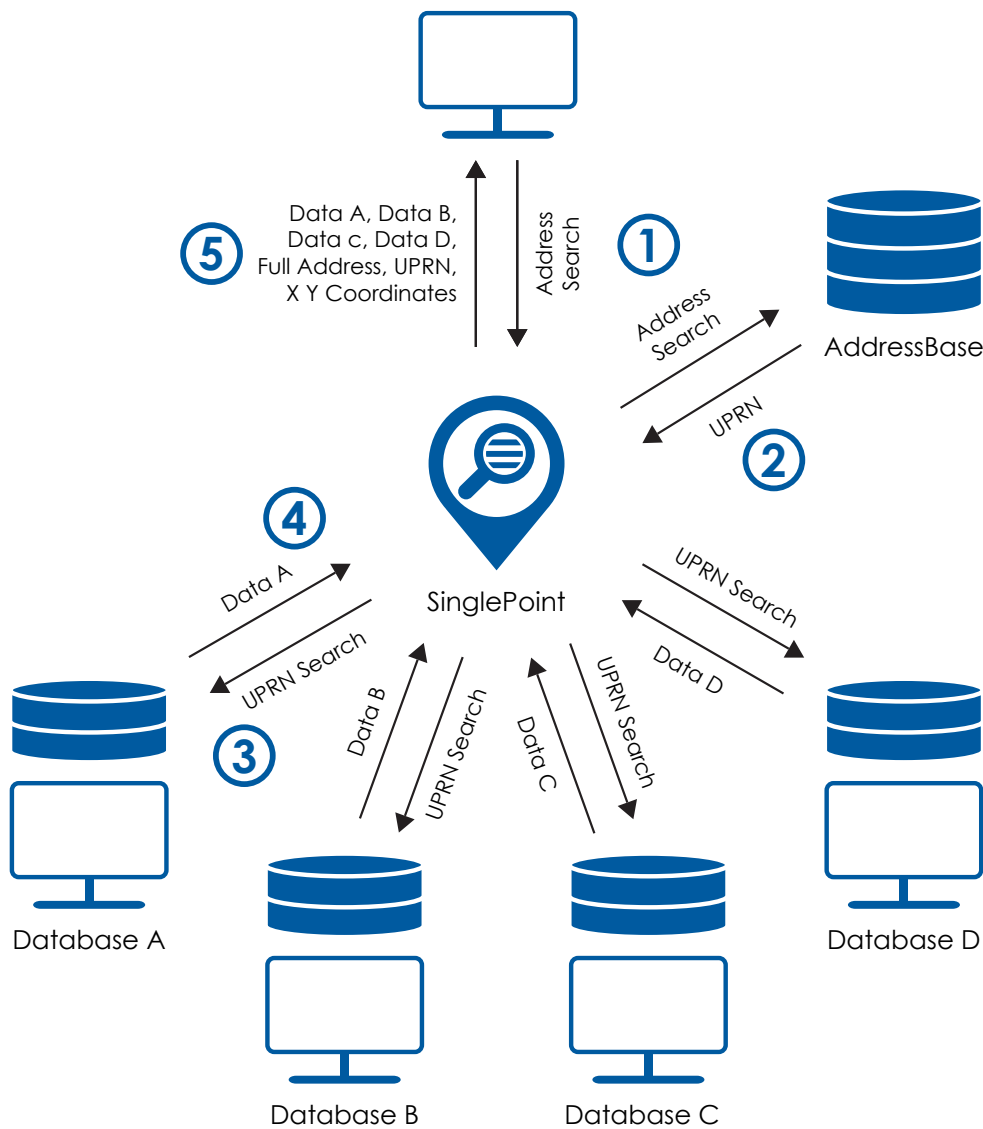 5
Data A, Data B,
Data c, Data D,
Full Address, UPRN,
X Y Coordinates
Address
Search
1
Address
Search
AddressBase
UPRN
2
4
Data A
UPRN Search
SinglePoint
UPRN Search
Data D
3
Data B
UPRN Search
Data C
UPRN Search
Database A
Database D
Database B
Database C